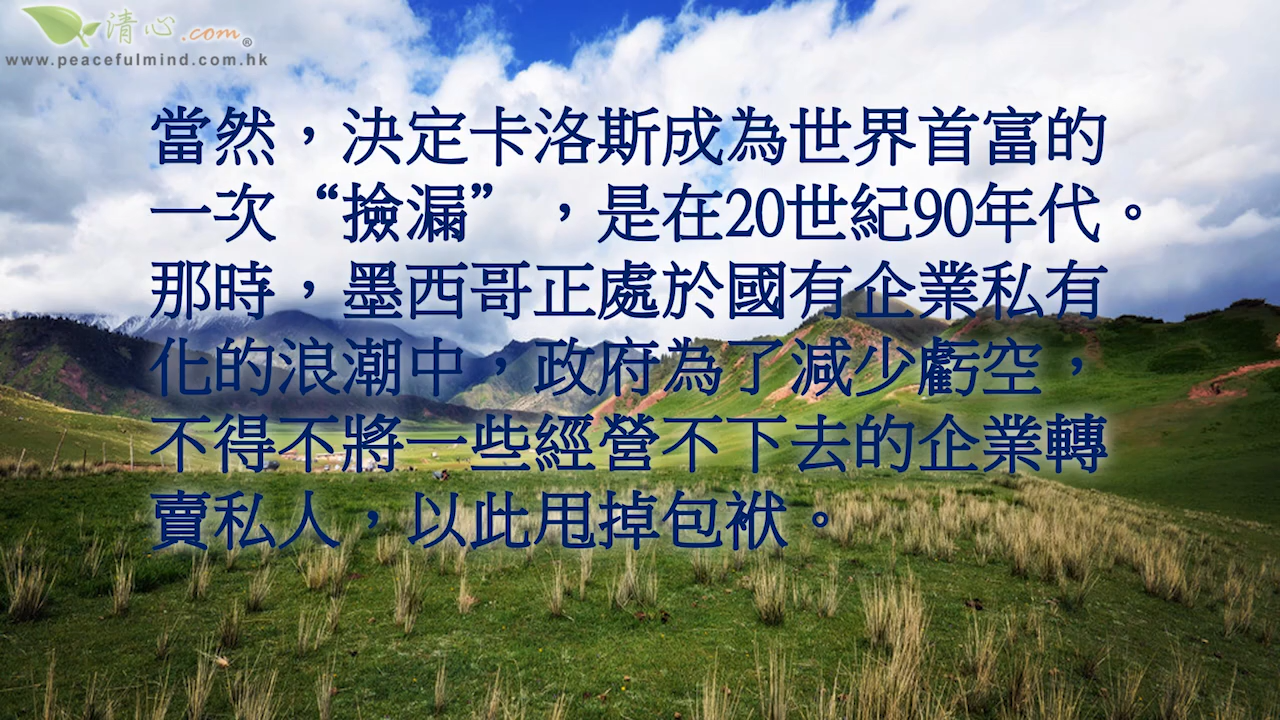 清心.com®
www.peacefulmind.com.hk
當然，決定卡洛斯成為世界首富的
一次“撿漏”，是在20世紀90年代。
那時，墨西哥正處於國有企業私有
化的浪潮中，政府為了減少虧空，
不得不將一些經營不下去的企業轉
賣私人，以此甩掉包袱。